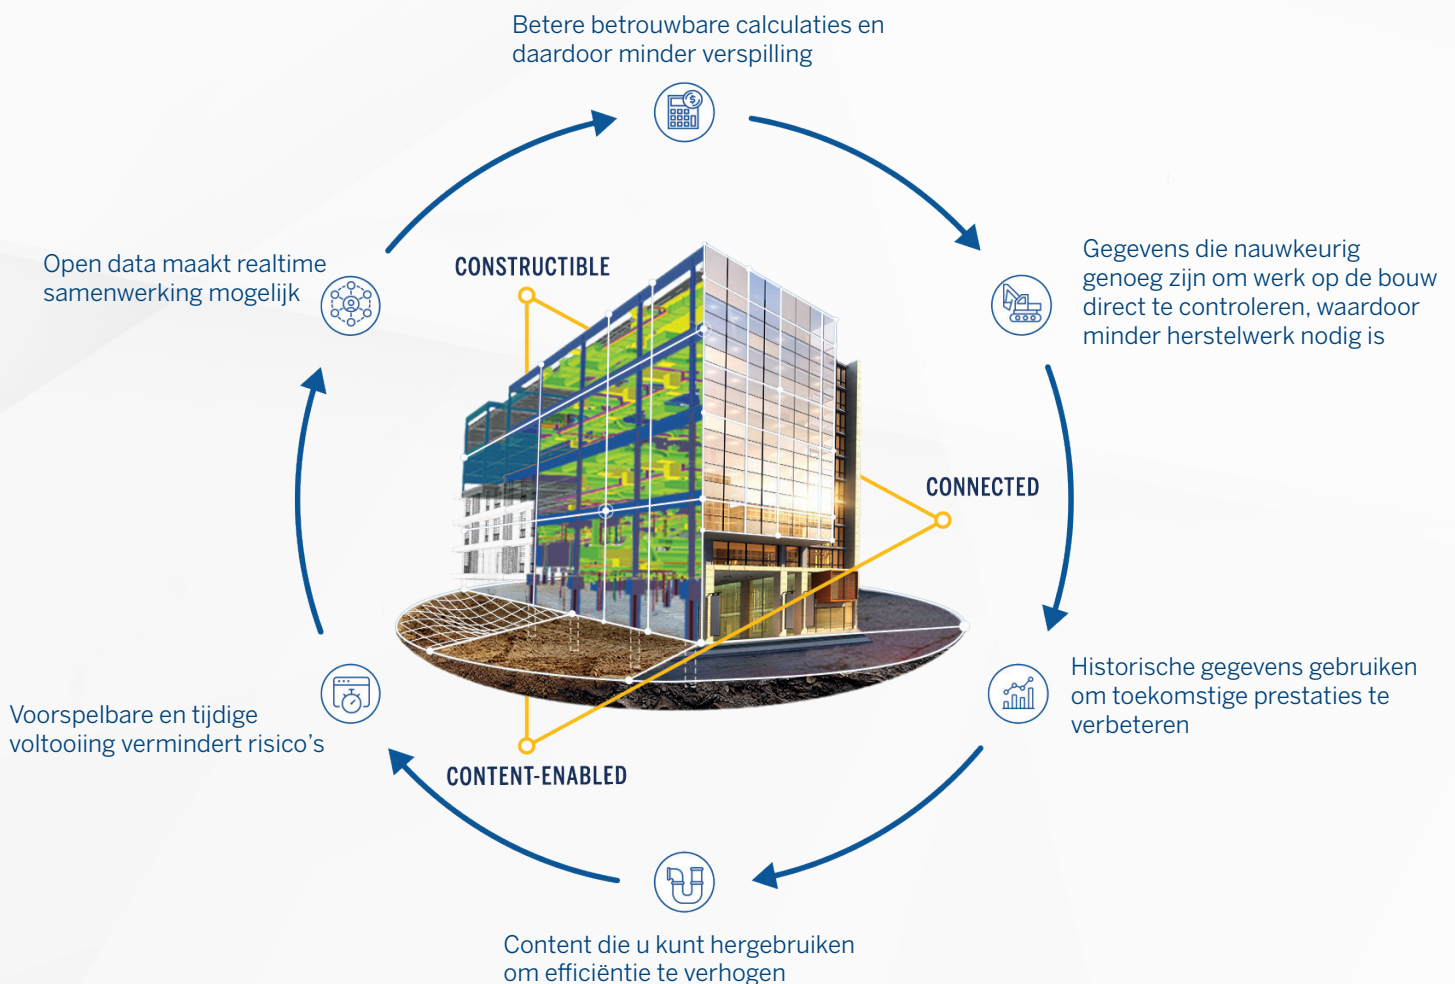 Betere betrouwbare calculaties en
daardoor minder verspilling
Open data maakt realtime
samenwerking mogelijk
CONSTRUCTIBLE
Gegevens die nauwkeurig
genoeg zijn om werk op de bouw
direct te controleren, waardoor
minder herstelwerk nodig is
CONNECTED
Historische gegevens gebruiken
om toekomstige prestaties te
verbeteren
Voorspelbare en tijdige
voltooiing vermindert risico's
CONTENT-ENABLED
Content die u kunt hergebruiken
om efficiëntie te verhogen